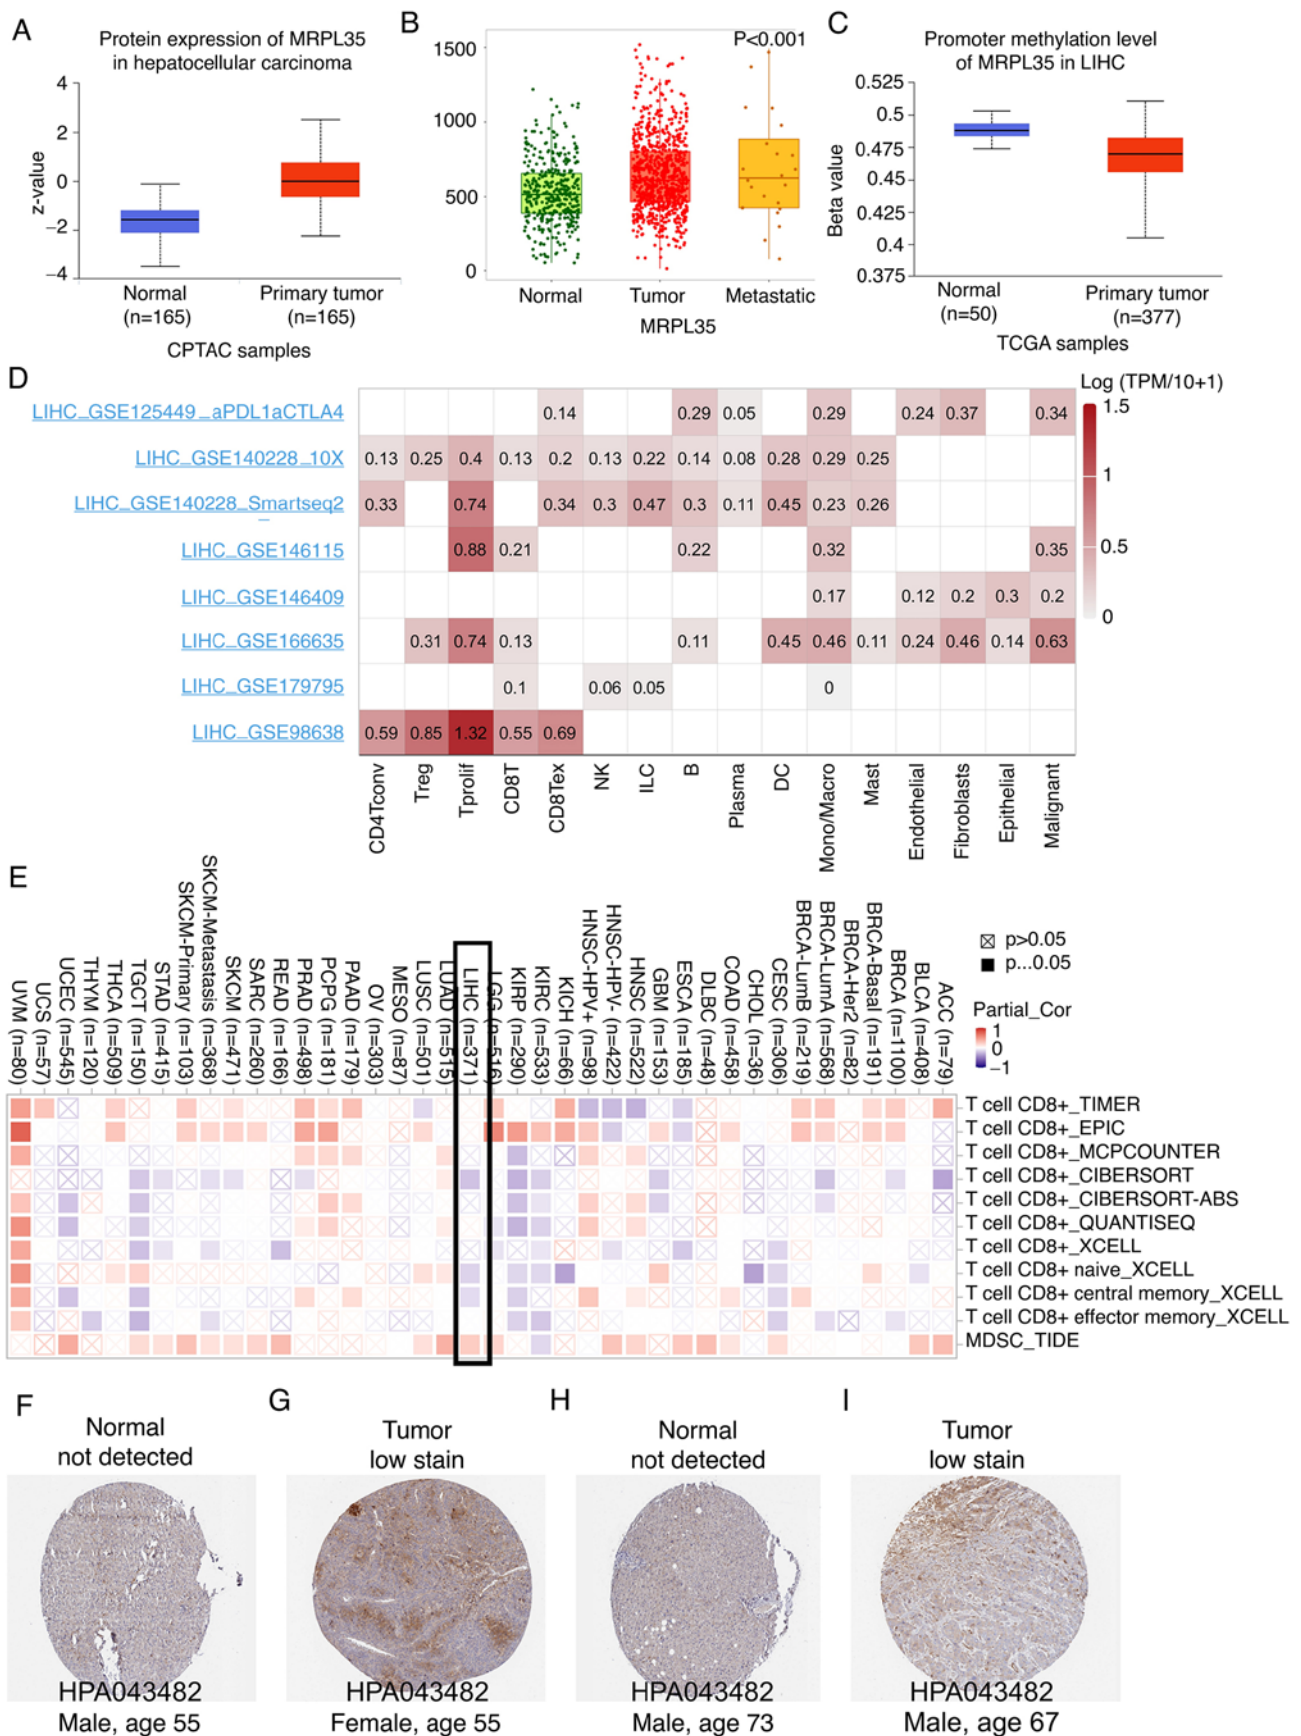 A
Protein expression of MRPL35
in hepatocellular carcinoma
z-value
4
2
0
−2
−4
Normal
(n=165)
Primary tumor
(n=165)
CPTAC samples
B
P<0.001
1500
1000
500
0
Normal
Tumor
Metastatic
MRPL35
C
Promoter methylation level
of MRPL35 in LIHC
Beta value
0.525
0.5
0.475
0.45
0.425
0.4
0.375
Normal
(n=50)
Primary tumor
(n=377)
TCGA samples
D
Log (TPM/10+1)
1.5
1
0.5
0
LIHC_GSE125449_aPDL1aCTLA4 0.14 0.29 0.05 0.29 0.24 0.37 0.34
LIHC_GSE140228_10X 0.13 0.25 0.4 0.13 0.2 0.13 0.22 0.14 0.08 0.28 0.29 0.25
LIHC_GSE140228_Smartseq2 0.33 0.74 0.34 0.3 0.47 0.3 0.11 0.45 0.23 0.26
LIHC_GSE146115 0.88 0.21 0.22 0.32 0.35
LIHC_GSE146409 0.17 0.12 0.2 0.3 0.2
LIHC_GSE166635 0.31 0.74 0.13 0.11 0.45 0.46 0.11 0.24 0.46 0.14 0.63
LIHC_GSE179795 0.1 0.06 0.05 0
LIHC_GSE98638 0.59 0.85 1.32 0.55 0.69
CD4Tconv
Treg
Tprolif
CD8T
CD8Tex
NK
ILC
B
Plasma
DC
Mono/Macro
Mast
Endothelial
Fibroblasts
Epithelial
Malignant
E
UVM (n=80)
UCS (n=57)
UCEC (n=545)
THYM (n=120)
THCA (n=509)
TGCT (n=150)
STAD (n=415)
SKCM-Primary (n=103)
SKCM-Metastasis (n=368)
SKCM (n=471)
SARC (n=260)
READ (n=166)
PRAD (n=498)
PCPG (n=181)
PAAD (n=179)
OV (n=303)
MESO (n=87)
LUSC (n=501)
LUAD (n=515)
LIHC (n=371)
LGG (n=516)
KIRP (n=290)
KIRC (n=533)
KICH (n=66)
HNSC-HPV+ (n=98)
HNSC-HPV- (n=422)
HNSC (n=522)
GBM (n=153)
ESCA (n=185)
DLBC (n=48)
COAD (n=458)
CHOL (n=36)
CESC (n=306)
BRCA-LumB (n=219)
BRCA-LumA (n=568)
BRCA-Her2 (n=82)
BRCA-Basal (n=191)
BRCA (n=1100)
BLCA (n=408)
ACC (n=79)
p>0.05
p...0.05
Partial_Cor
1
0
−1
T cell CD8+_TIMER
T cell CD8+_EPIC
T cell CD8+_MCPCOUNTER
T cell CD8+_CIBERSORT
T cell CD8+_CIBERSORT-ABS
T cell CD8+_QUANTISEQ
T cell CD8+_XCELL
T cell CD8+ naive_XCELL
T cell CD8+ central memory_XCELL
T cell CD8+ effector memory_XCELL
MDSC_TIDE
F
Normal
not detected
HPA043482
Male, age 55
G
Tumor
low stain
HPA043482
Female, age 55
H
Normal
not detected
HPA043482
Male, age 73
I
Tumor
low stain
HPA043482
Male, age 67